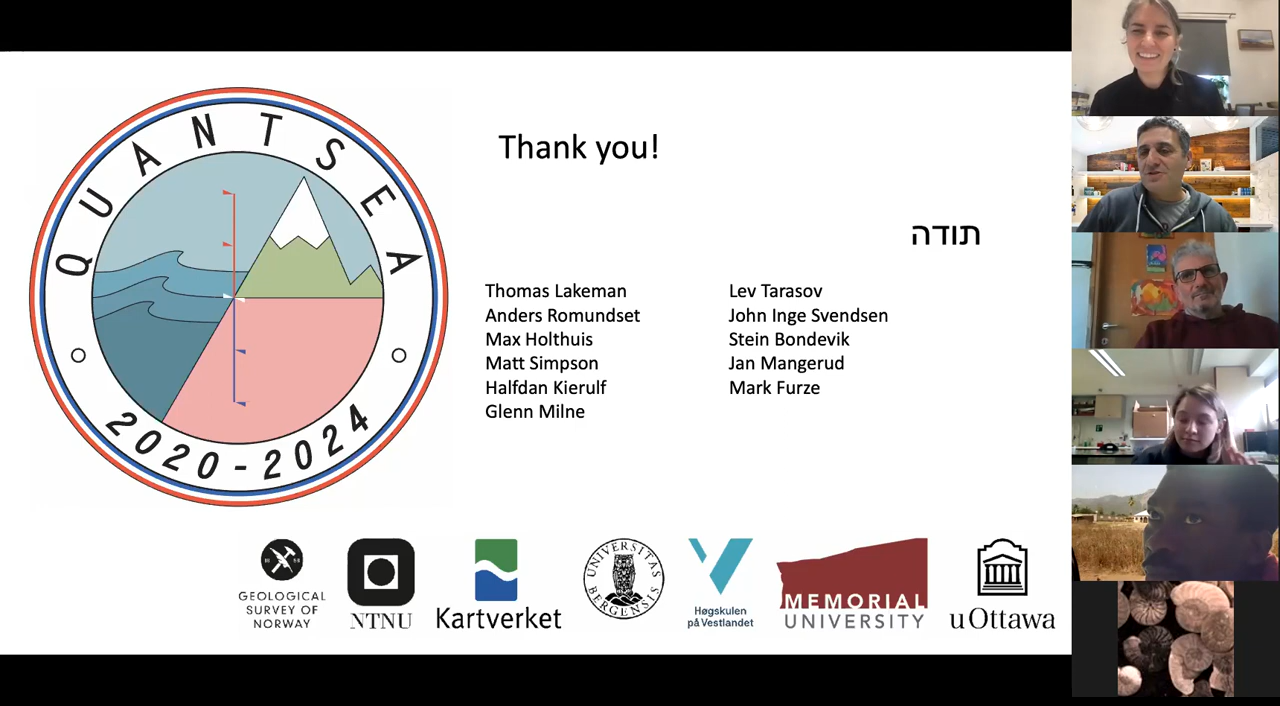 QUANTSEA
2020-2024
Thank you!
תודה
Thomas Lakeman
Anders Romundset
Max Holthuis
Matt Simpson
Halfdan Kierulf
Glenn Milne
Lev Tarasov
John Inge Svendsen
Stein Bondevik
Jan Mangerud
Mark Furze
GEOLOGICAL
SURVEY OF
NORWAY
NTNU
Kartverket
UNIVERSITAS
BERGENSIS
Høgskulen
på Vestlandet
MEMORIAL
UNIVERSITY
uOttawa